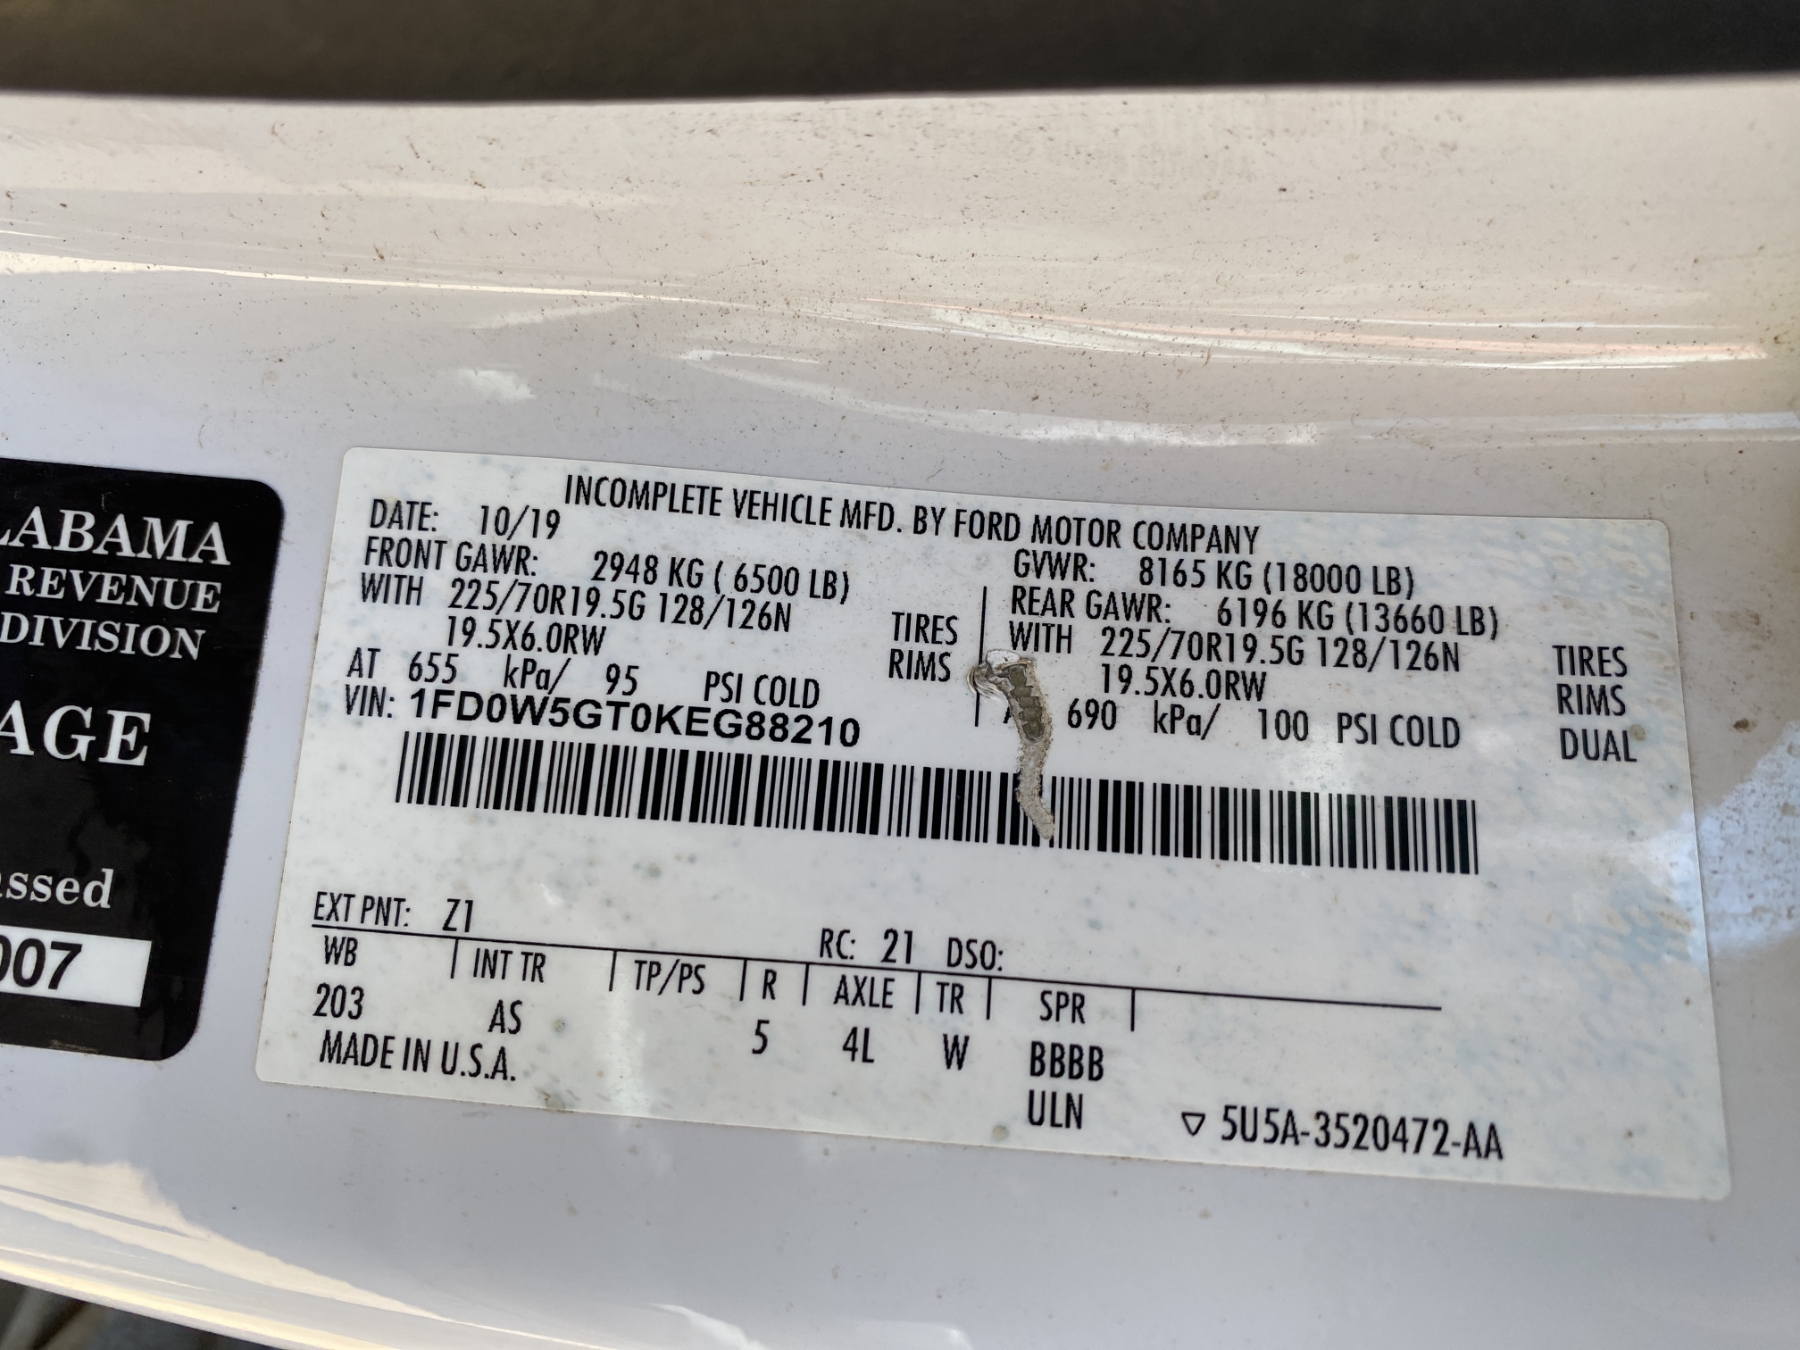 LABAMA
REVENUE
DIVISION
AGE
assed
007
INCOMPLETE VEHICLE MFD. BY FORD MOTOR COMPANY
DATE: 10/19
GVWR: 8165 KG (18000 LB)
FRONT GAWR: 2948 KG ( 6500 LB)
REAR GAWR: 6196 KG (13660 LB)
WITH 225/70R19.5G 128/126N TIRES
WITH 225/70R19.5G 128/126N TIRES
19.5X6.0RW RIMS
19.5X6.0RW RIMS
AT 655 kPa/ 95 PSI COLD
690 kPa/ 100 PSI COLD DUAL
VIN: 1FD0W5GT0KEG88210
EXT PNT: Z1 RC: 21 DSO:
WB | INT TR | TP/PS | R | AXLE | TR | SPR |
203 AS 5 4L W BBBB
MADE IN U.S.A. ULN ▽ 5U5A-3520472-AA